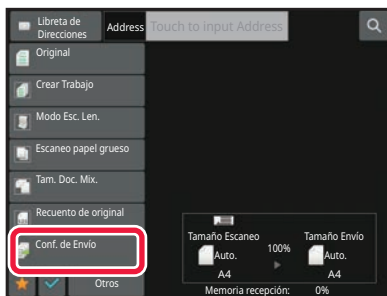 Libreta de
Direcciones
Address
Touch to input Address
Original
Crear Trabajo
Modo Esc. Len.
Escaneo papel grueso
Tam. Doc. Mix.
Recuento de original
Conf. de Envío
Otros
Tamaño Escaneo
100%
Tamaño Envío
Auto.
Auto.
A4
A4
Memoria recepción: 0%